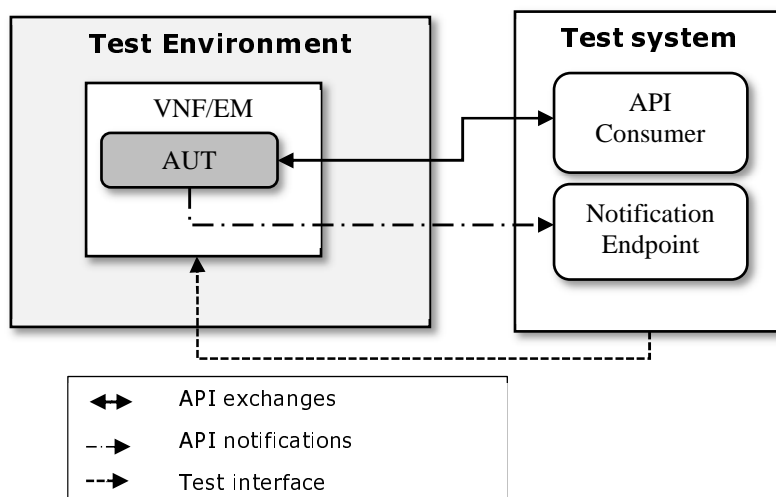 Test Environment
VNF/EM
AUT
Test system
API
Consumer
Notification
Endpoint
API exchanges
API notifications
Test interface